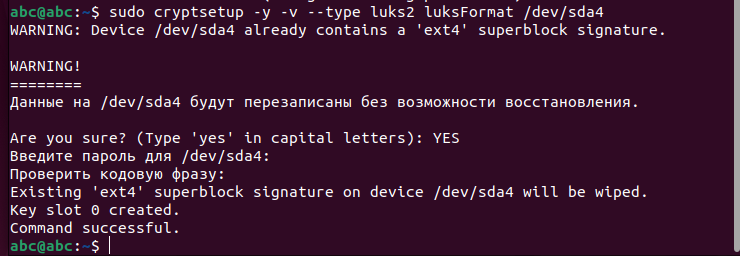 abc@abc:~$ sudo cryptsetup -y -v --type luks2 luksFormat /dev/sda4
WARNING: Device /dev/sda4 already contains a 'ext4' superblock signature.
WARNING!
========
Данные на /dev/sda4 будут перезаписаны без возможности восстановления.
Are you sure? (Type 'yes' in capital letters): YES
Введите пароль для /dev/sda4:
Проверить кодовую фразу:
Existing 'ext4' superblock signature on device /dev/sda4 will be wiped.
Key slot 0 created.
Command successful.
abc@abc:~$